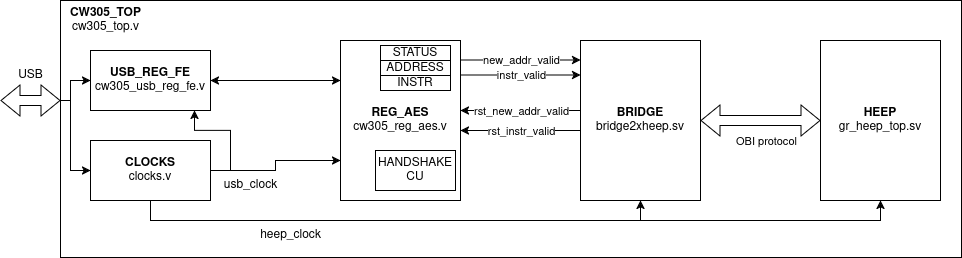 CW305_TOP
cw305_top.v
USB
USB_REG_FE
cw305_usb_reg_fe.v
CLOCKS
clocks.v
usb_clock
heep_clock
STATUS
ADDRESS
INSTR
REG_AES
cw305_reg_aes.v
HANDSHAKE
CU
new_addr_valid
instr_valid
rst_new_addr_valid
rst_instr_valid
BRIDGE
bridge2xheep.sv
OBI protocol
HEEP
gr_heep_top.sv